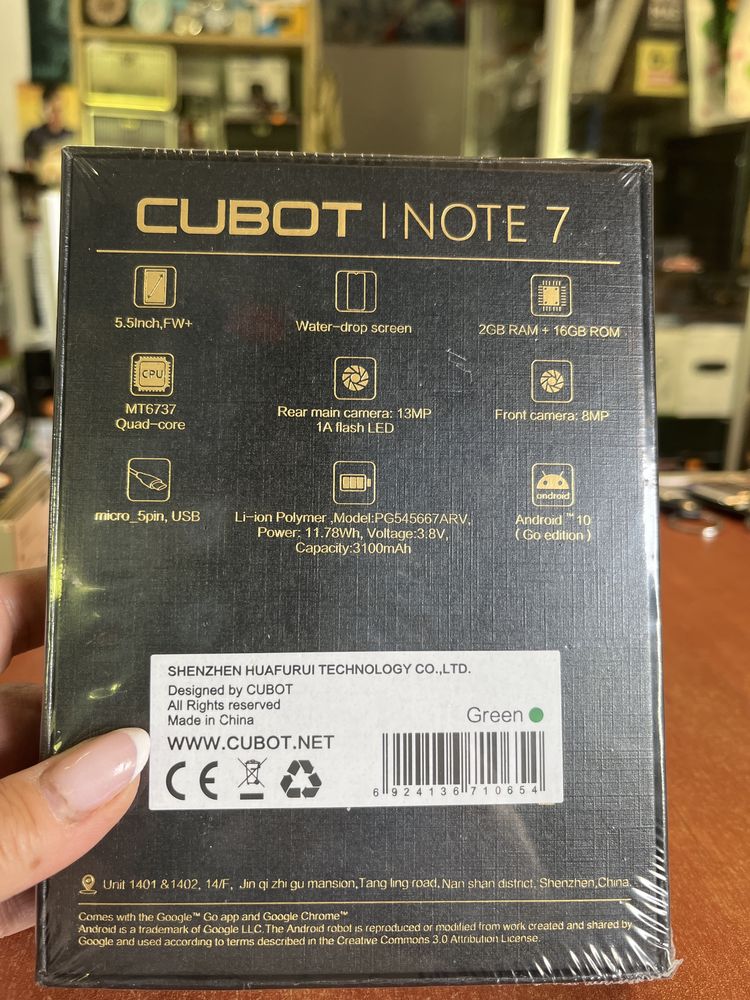 CUBOT | NOTE 7
5.5Inch,FW+
Water-drop screen
2GB RAM + 16GB ROM
CPU
MT6737
Quad-core
Rear main camera: 13MP
1A flash LED
Front camera: 8MP
micro_5pin, USB
Li-ion Polymer ,Model:PG545667ARV,
Power: 11.78Wh, Voltage:3.8V,
Capacity:3100mAh
android
Android ™ 10
( Go edition )
SHENZHEN HUAFURUI TECHNOLOGY CO.,LTD.
Designed by CUBOT
All Rights reserved
Made in China
Green
WWW.CUBOT.NET
CE
6 924136 710654
Unit 1401 &1402, 14/F, Jin qi zhi gu mansion,Tang ling road, Nan shan district, Shenzhen,China.
Comes with the Google™ Go app and Google Chrome™
Android is a trademark of Google LLC.The Android robot is reproduced or modified from work created and shared by
Google and used according to terms described in the Creative Commons 3.0 Attribution License.